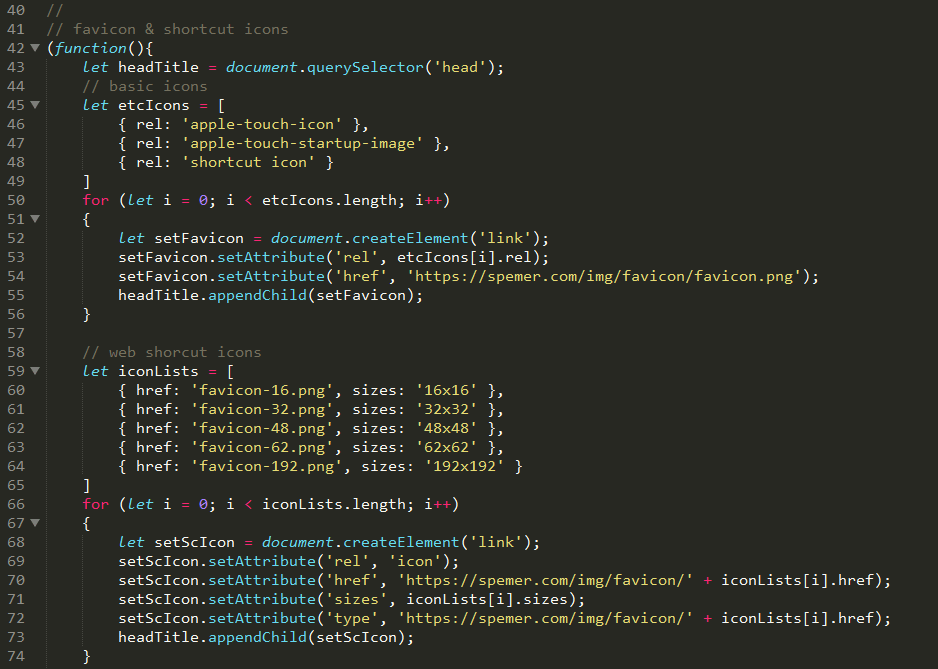 40 //
41 // favicon & shortcut icons
42 (function(){
43     let headTitle = document.querySelector('head');
44     // basic icons
45     let etcIcons = [
46         { rel: 'apple-touch-icon' },
47         { rel: 'apple-touch-startup-image' },
48         { rel: 'shortcut icon' }
49     ]
50     for (let i = 0; i < etcIcons.length; i++)
51     {
52         let setFavicon = document.createElement('link');
53         setFavicon.setAttribute('rel', etcIcons[i].rel);
54         setFavicon.setAttribute('href', 'https://spemer.com/img/favicon/favicon.png');
55         headTitle.appendChild(setFavicon);
56     }
57
58     // web shorcut icons
59     let iconLists = [
60         { href: 'favicon-16.png', sizes: '16x16' },
61         { href: 'favicon-32.png', sizes: '32x32' },
62         { href: 'favicon-48.png', sizes: '48x48' },
63         { href: 'favicon-62.png', sizes: '62x62' },
64         { href: 'favicon-192.png', sizes: '192x192' }
65     ]
66     for (let i = 0; i < iconLists.length; i++)
67     {
68         let setScIcon = document.createElement('link');
69         setScIcon.setAttribute('rel', 'icon');
70         setScIcon.setAttribute('href', 'https://spemer.com/img/favicon/' + iconLists[i].href);
71         setScIcon.setAttribute('sizes', iconLists[i].sizes);
72         setScIcon.setAttribute('type', 'https://spemer.com/img/favicon/' + iconLists[i].href);
73         headTitle.appendChild(setScIcon);
74     }